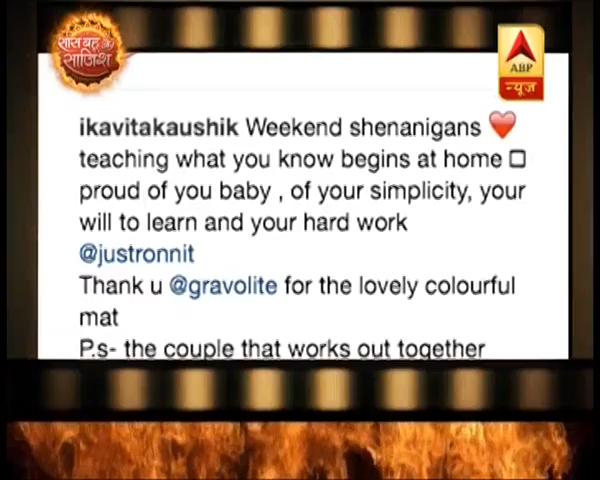 सास बहू और
साज़िश
ABP
न्यूज़
ikavitakaushik Weekend shenanigans ❤️
teaching what you know begins at home □
proud of you baby , of your simplicity, your
will to learn and your hard work
@justronnit
Thank u @gravolite for the lovely colourful
mat
P.s- the couple that works out together